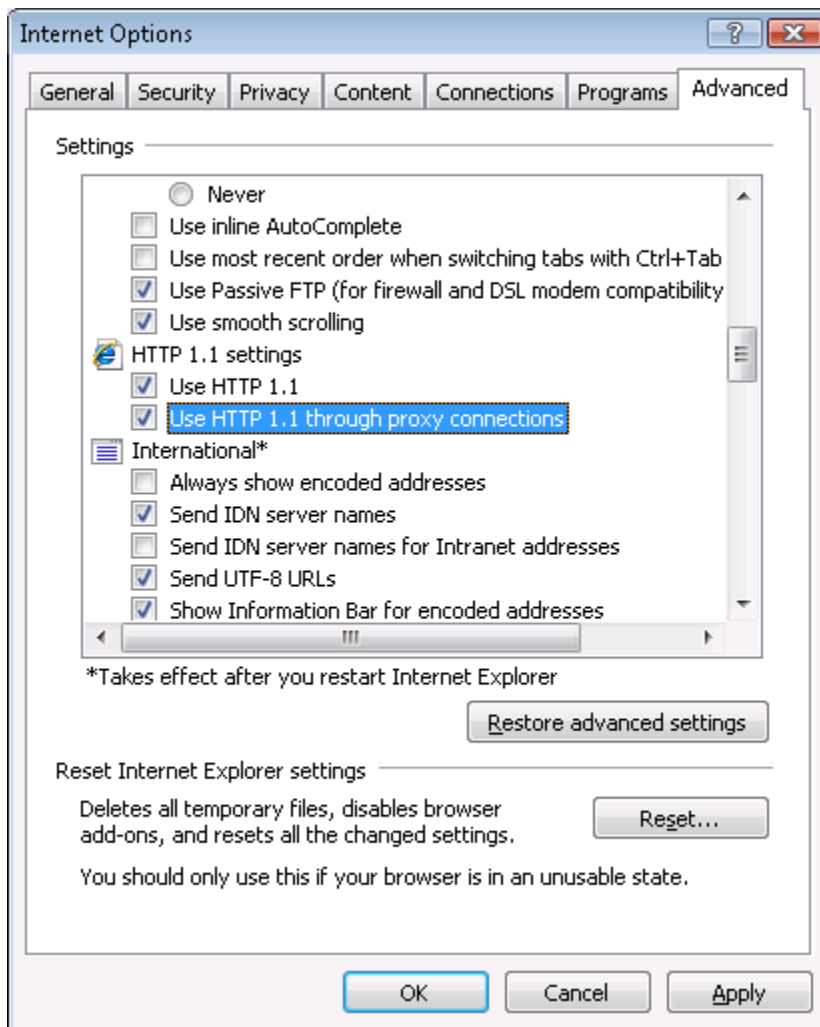 Internet Options
General Security Privacy Content Connections Programs Advanced
Settings
Never
Use inline AutoComplete
Use most recent order when switching tabs with Ctrl+Tab
Use Passive FTP (for firewall and DSL modem compatibility
Use smooth scrolling
HTTP 1.1 settings
Use HTTP 1.1
Use HTTP 1.1 through proxy connections
International*
Always show encoded addresses
Send IDN server names
Send IDN server names for Intranet addresses
Send UTF-8 URLs
Show Information Bar for encoded addresses
*Takes effect after you restart Internet Explorer
Restore advanced settings
Reset Internet Explorer settings
Deletes all temporary files, disables browser
add-ons, and resets all the changed settings.
Reset...
You should only use this if your browser is in an unusable state.
OK Cancel Apply